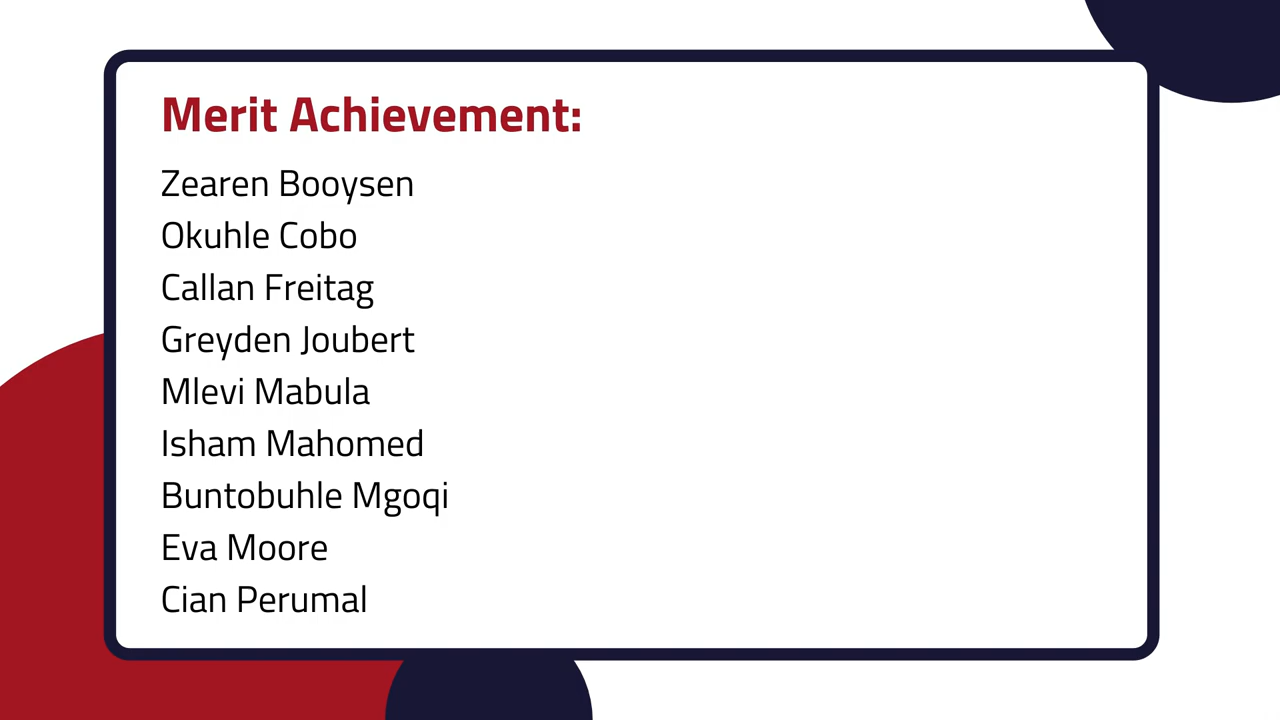 Merit Achievement:
Zearen Booysen
Okuhle Cobo
Callan Freitag
Greyden Joubert
Mlevi Mabula
Isham Mahomed
Buntobuhle Mgoqi
Eva Moore
Cian Perumal